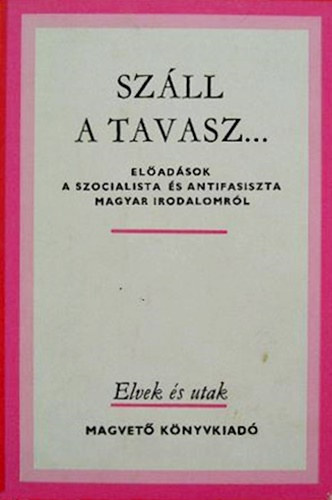 SZÁLL
A TAVASZ...
ELŐADÁSOK
A SZOCIALISTA ÉS ANTIFASISZTA
MAGYAR IRODALOMRÓL
Elvek és utak
MAGVETŐ KÖNYVKIADÓ